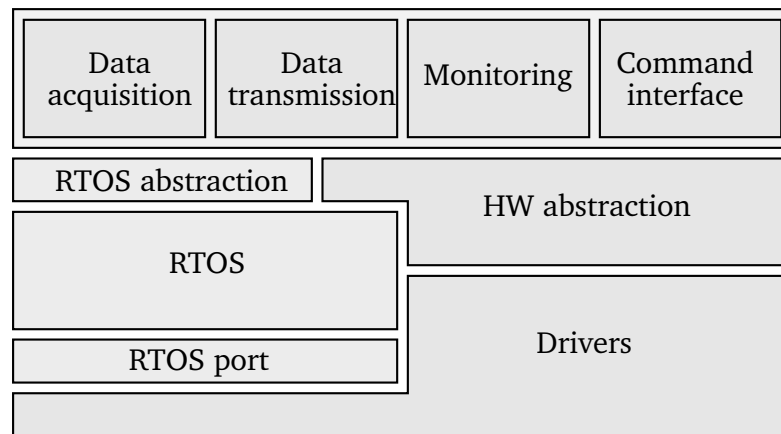 Data
acquisition
Data
transmission
Monitoring
Command
interface
RTOS abstraction
HW abstraction
RTOS
Drivers
RTOS port